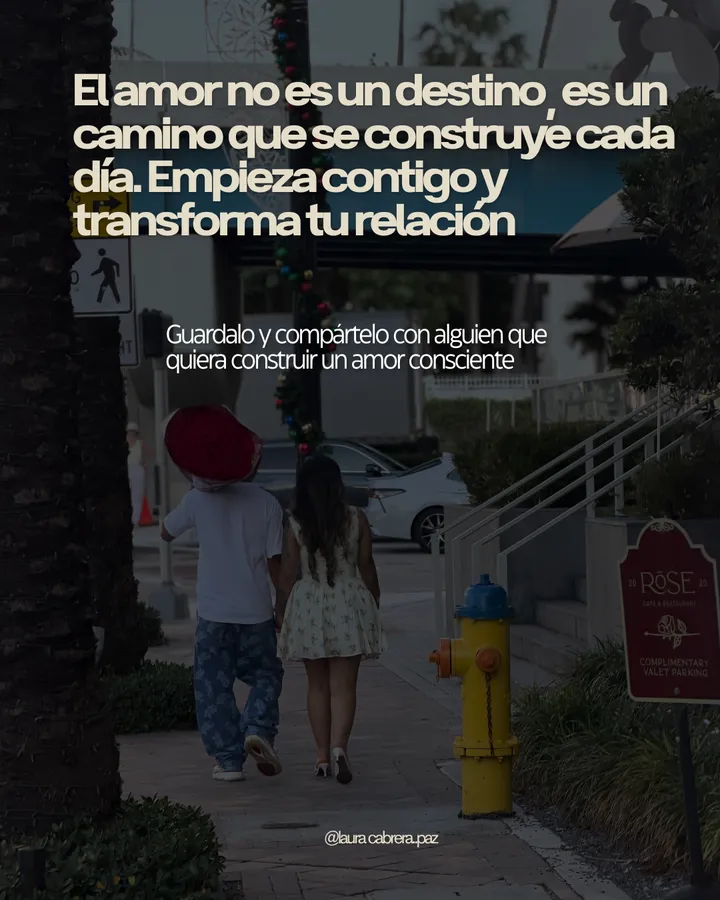 El amor no es un destino, es un
camino que se construye cada
día. Empieza contigo y
transforma tu relación
Guardalo y compártelo con alguien que
quiera construir un amor consciente
RŌSE
COMPLIMENTARY
VALET PARKING
@laura cabrera.paz